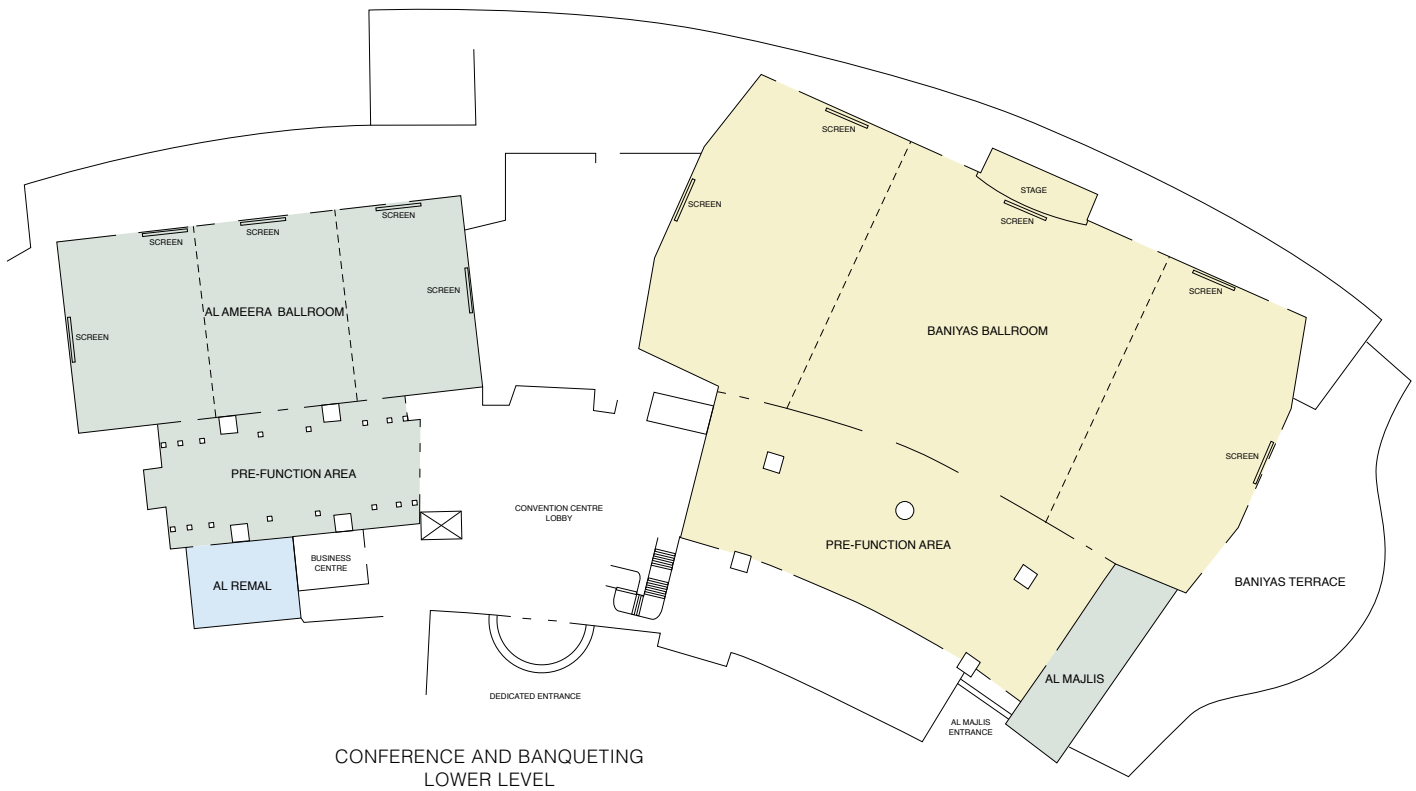 SCREEN
SCREEN
STAGE
SCREEN
SCREEN
SCREEN
SCREEN
SCREEN
SCREEN
SCREEN
SCREEN
AL AMEERA BALLROOM
BANIYAS BALLROOM
SCREEN
SCREEN
PRE-FUNCTION AREA
CONVENTION CENTRE
LOBBY
PRE-FUNCTION AREA
BUSINESS
CENTRE
AL REMAL
BANIYAS TERRACE
AL MAJLIS
DEDICATED ENTRANCE
AL MAJLIS
ENTRANCE
CONFERENCE AND BANQUETING
LOWER LEVEL